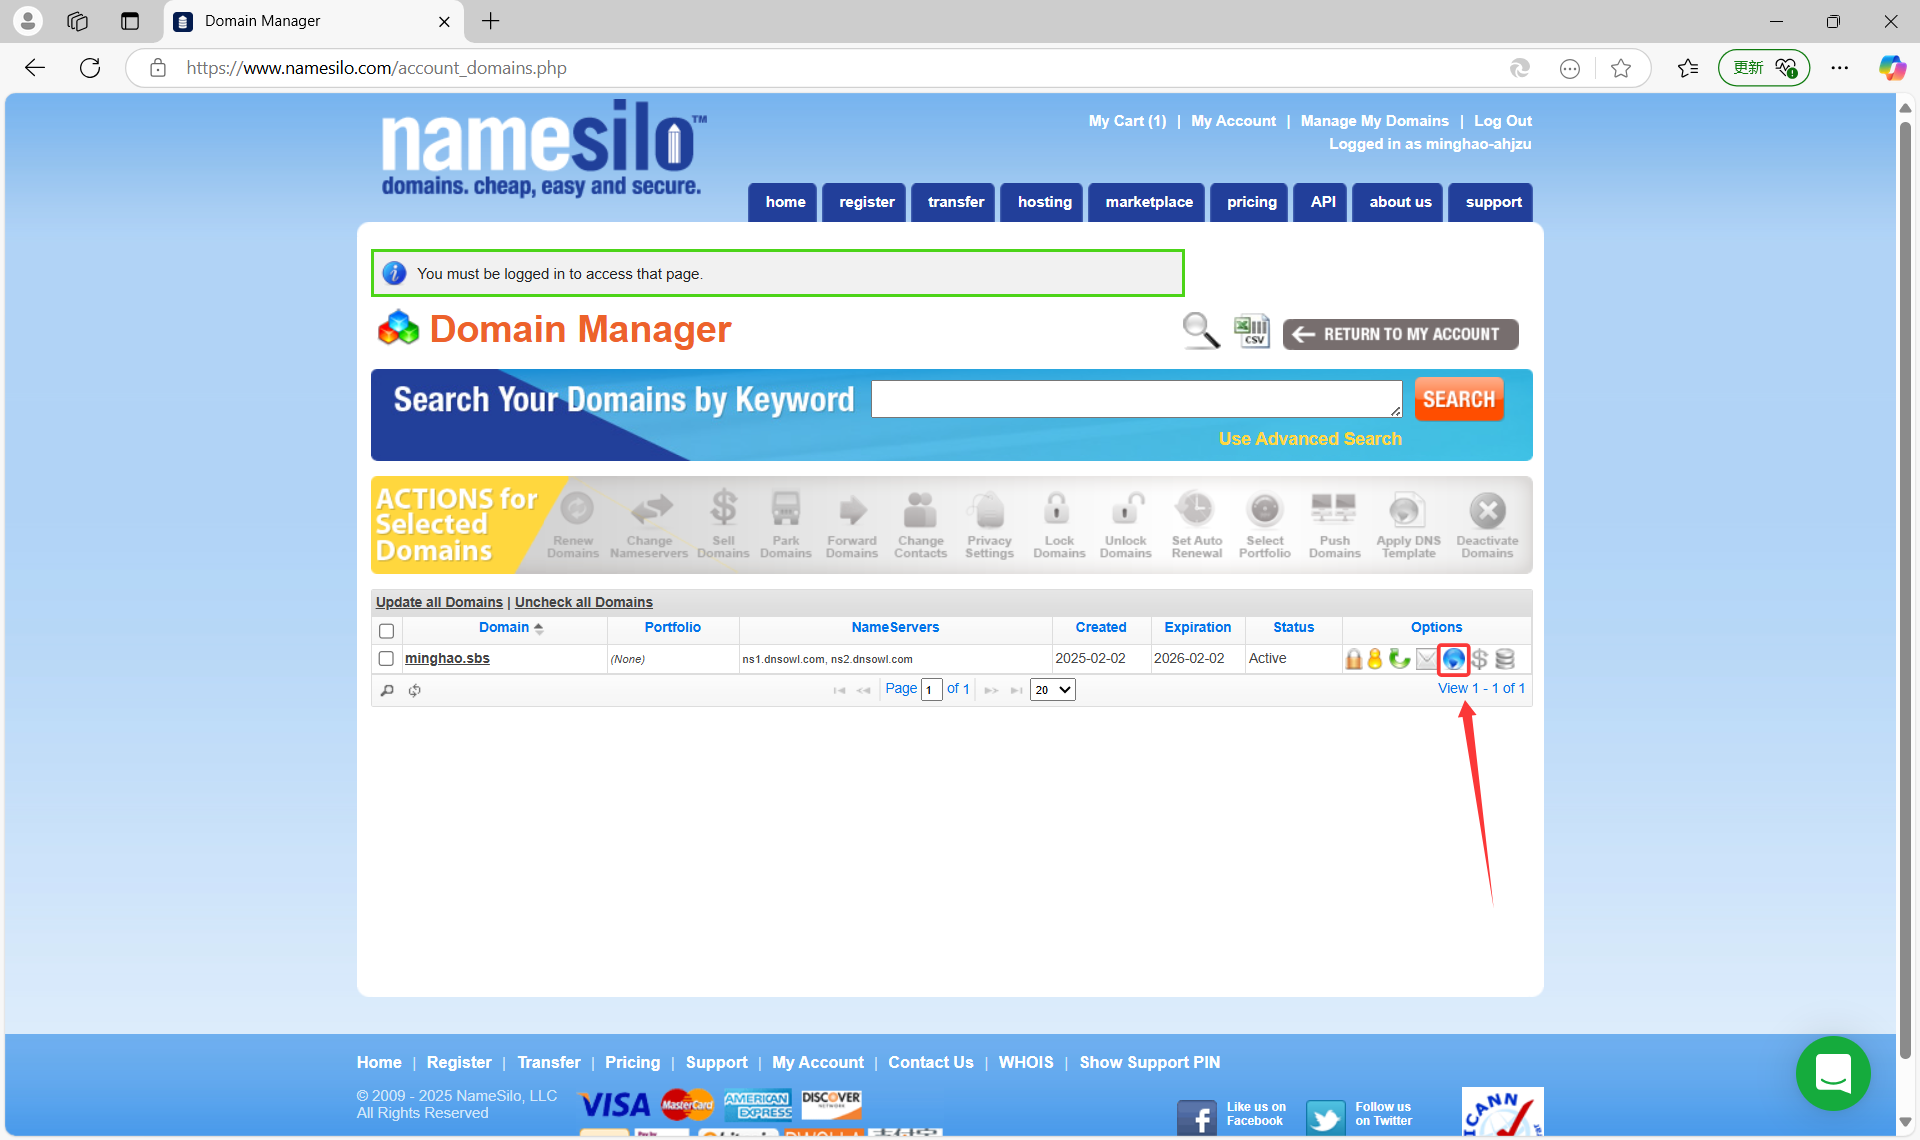 Domain Manager
https://www.namesilo.com/account_domains.php
更新
namesilo™
domains. cheap, easy and secure.
My Cart (1) | My Account | Manage My Domains | Log Out
Logged in as minghao-ahjzu
home register transfer hosting marketplace pricing API about us support
You must be logged in to access that page.
Domain Manager
CSV
RETURN TO MY ACCOUNT
Search Your Domains by Keyword
SEARCH
Use Advanced Search
ACTIONS for
Selected
Domains
Renew Domains
Change Nameservers
Sell Domains
Park Domains
Forward Domains
Change Contacts
Privacy Settings
Lock Domains
Unlock Domains
Set Auto Renewal
Select Portfolio
Push Domains
Apply DNS Template
Deactivate Domains
Update all Domains | Uncheck all Domains
Domain Portfolio NameServers Created Expiration Status Options
minghao.sbs (None) ns1.dnsowl.com, ns2.dnsowl.com 2025-02-02 2026-02-02 Active
Page 1 of 1 20 View 1 - 1 of 1
Home | Register | Transfer | Pricing | Support | My Account | Contact Us | WHOIS | Show Support PIN
© 2009 - 2025 NameSilo, LLC
All Rights Reserved
VISA MasterCard AMERICAN EXPRESS DISCOVER NETWORK
Like us on
Facebook
Follow us
on Twitter
ICANN